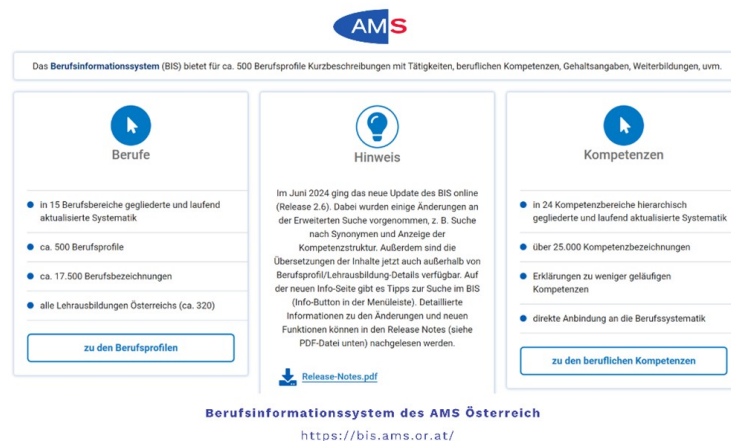 AMS
Das Berufsinformationssystem (BIS) bietet für ca. 500 Berufsprofile Kurzbeschreibungen mit Tätigkeiten, beruflichen Kompetenzen, Gehaltsangaben, Weiterbildungen, uvm.
Berufe
in 15 Berufsbereiche gegliederte und laufend
aktualisierte Systematik
ca. 500 Berufsprofile
ca. 17.500 Berufsbezeichnungen
alle Lehrausbildungen Österreichs (ca. 320)
zu den Berufsprofilen
Hinweis
Im Juni 2024 ging das neue Update des BIS online
(Release 2.6). Dabei wurden einige Änderungen an
der Erweiterten Suche vorgenommen, z. B. Suche
nach Synonymen und Anzeige der
Kompetenzstruktur. Außerdem sind die
Übersetzungen der Inhalte jetzt auch außerhalb von
Berufsprofil/Lehrausbildung-Details verfügbar. Auf
der neuen Info-Seite gibt es Tipps zur Suche im BIS
(Info-Button in der Menüleiste). Detaillierte
Informationen zu den Änderungen und neuen
Funktionen können in den Release Notes (siehe
PDF-Datei unten) nachgelesen werden.
Release-Notes.pdf
Kompetenzen
in 24 Kompetenzbereiche hierarchisch
gegliederte und laufend aktualisierte Systematik
über 25.000 Kompetenzbezeichnungen
Erklärungen zu weniger geläufigen
Kompetenzen
direkte Anbindung an die Berufssystematik
zu den beruflichen Kompetenzen
Berufsinformationssystem des AMS Österreich
https://bis.ams.or.at/